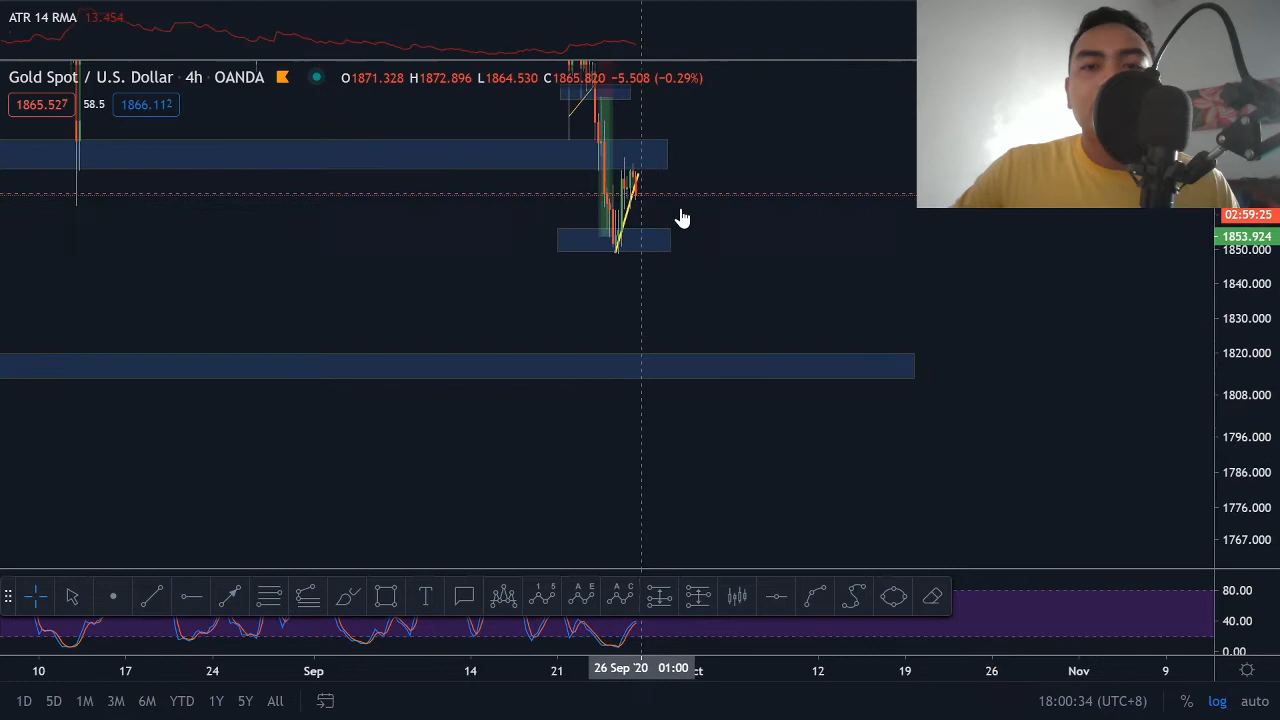 ATR 14 RMA 13.454
Gold Spot / U.S. Dollar · 4h · OANDA O1871.328 H1872.896 L1864.530 C1865.820 −5.508 (−0.29%)
1865.527 58.5 1866.112
02:59:25
1853.924
1850.000
1840.000
1830.000
1820.000
1808.000
1796.000
1786.000
1776.000
1767.000
T 1 5 A E A C
80.00
40.00
0.00
10 17 24 Sep 14 21 26 Sep '20 01:00 ct 12 19 26 Nov 9
1D 5D 1M 3M 6M YTD 1Y 5Y All 18:00:34 (UTC+8) % log auto